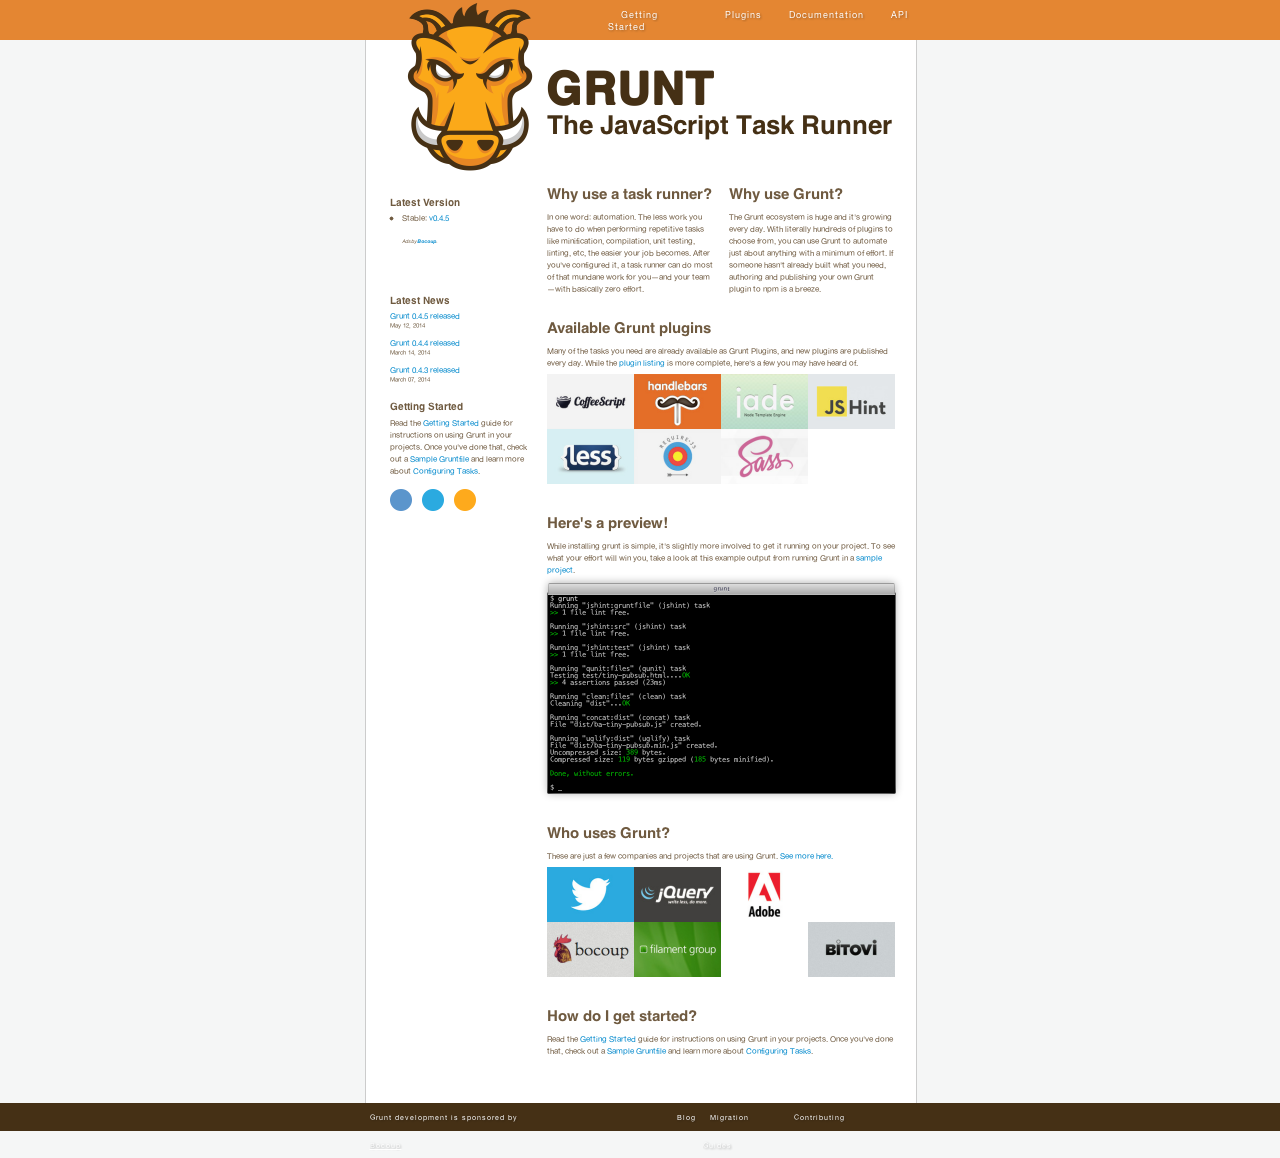 Getting Started
Plugins
Documentation
API
GRUNT
The JavaScript Task Runner
Latest Version
Stable: v0.4.5
Ads by Bocoup.
Latest News
Grunt 0.4.5 released
May 12, 2014
Grunt 0.4.4 released
March 14, 2014
Grunt 0.4.3 released
March 07, 2014
Getting Started
Read the Getting Started guide for
instructions on using Grunt in your
projects. Once you've done that, check
out a Sample Gruntfile and learn more
about Configuring Tasks.
Why use a task runner?
In one word: automation. The less work you
have to do when performing repetitive tasks
like minification, compilation, unit testing,
linting, etc, the easier your job becomes. After
you've configured it, a task runner can do most
of that mundane work for you—and your team
—with basically zero effort.
Why use Grunt?
The Grunt ecosystem is huge and it's growing
every day. With literally hundreds of plugins to
choose from, you can use Grunt to automate
just about anything with a minimum of effort. If
someone hasn't already built what you need,
authoring and publishing your own Grunt
plugin to npm is a breeze.
Available Grunt plugins
Many of the tasks you need are already available as Grunt Plugins, and new plugins are published
every day. While the plugin listing is more complete, here's a few you may have heard of.
CoffeeScript
handlebars
jade
Node Template Engine
JS Hint
{less}
REQUIRE.JS
Sass
Here's a preview!
While installing grunt is simple, it's slightly more involved to get it running on your project. To see
what your effort will win you, take a look at this example output from running Grunt in a sample
project.
grunt
$ grunt
Running "jshint:gruntfile" (jshint) task
>> 1 file lint free.
Running "jshint:src" (jshint) task
>> 1 file lint free.
Running "jshint:test" (jshint) task
>> 1 file lint free.
Running "qunit:files" (qunit) task
Testing test/tiny-pubsub.html....OK
>> 4 assertions passed (23ms)
Running "clean:files" (clean) task
Cleaning "dist"...OK
Running "concat:dist" (concat) task
File "dist/ba-tiny-pubsub.js" created.
Running "uglify:dist" (uglify) task
File "dist/ba-tiny-pubsub.min.js" created.
Uncompressed size: 389 bytes.
Compressed size: 119 bytes gzipped (185 bytes minified).
Done, without errors.
$ _
Who uses Grunt?
These are just a few companies and projects that are using Grunt. See more here.
jQuery
write less, do more.
Adobe
bocoup
filament group
BiTOVi
How do I get started?
Read the Getting Started guide for instructions on using Grunt in your projects. Once you've done
that, check out a Sample Gruntfile and learn more about Configuring Tasks.
Grunt development is sponsored by
Blog
Migration
Contributing
Bocoup
Guides